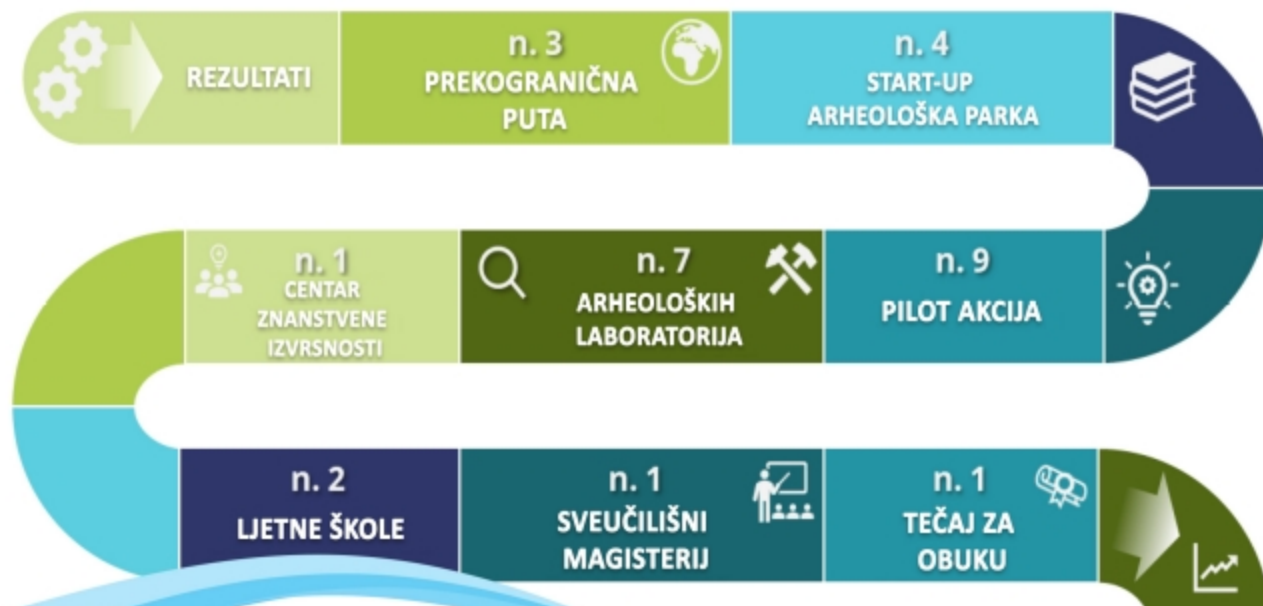 REZULTATI
n. 3
PREKOGRANIČNA
PUTA
n. 4
START-UP
ARHEOLOŠKA PARKA
n. 9
PILOT AKCIJA
n. 7
ARHEOLOŠKIH
LABORATORIJA
n. 1
CENTAR
ZNANSTVENE
IZVRSNOSTI
n. 2
LJETNE ŠKOLE
n. 1
SVEUČILIŠNI
MAGISTERIJ
n. 1
TEČAJ ZA
OBUKU